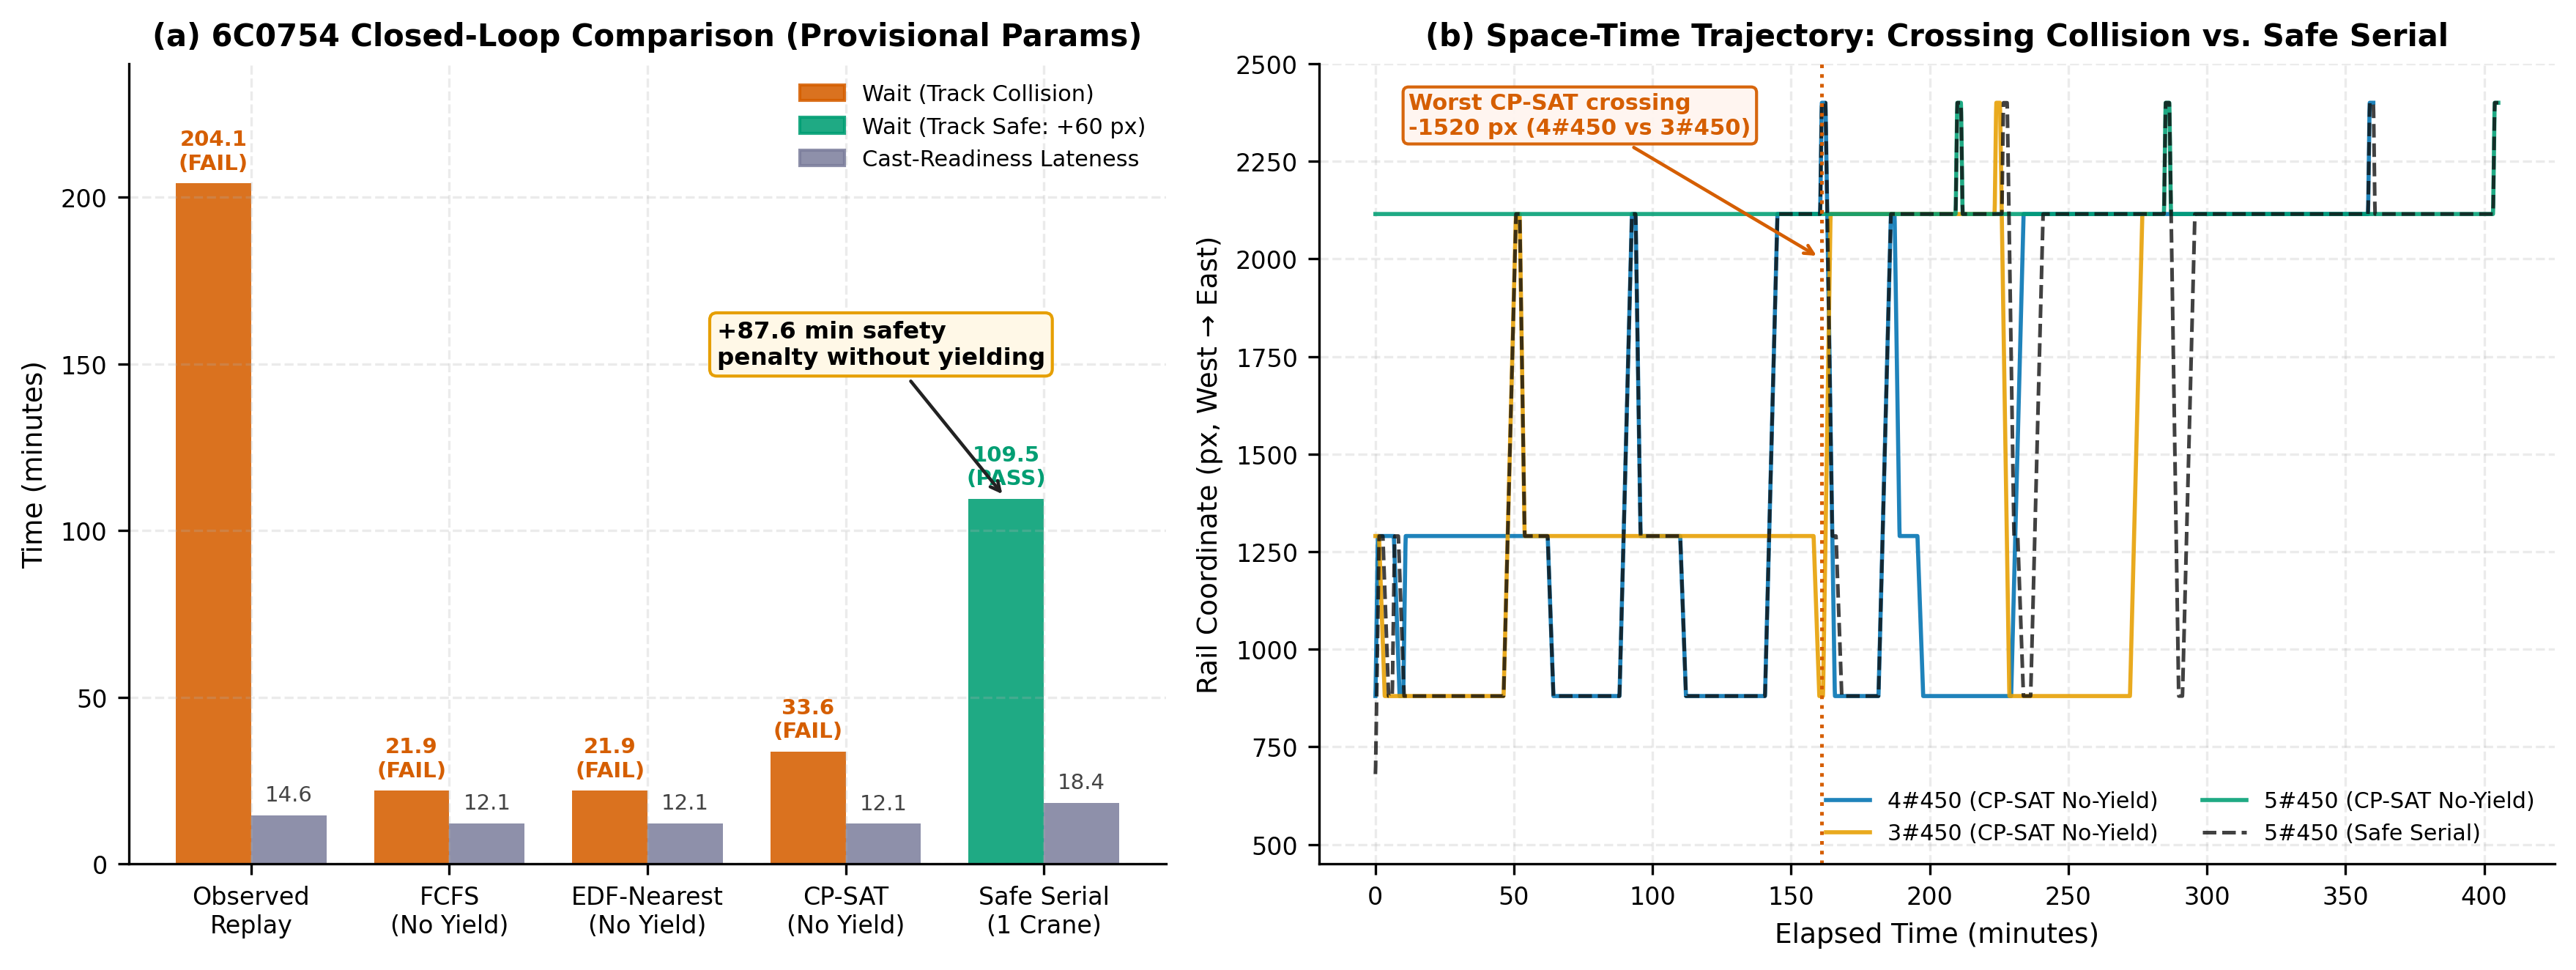 (a) 6C0754 Closed-Loop Comparison (Provisional Params)
Time (minutes)
200
150
100
50
0
Wait (Track Collision)
Wait (Track Safe: +60 px)
Cast-Readiness Lateness
204.1
(FAIL)
14.6
21.9
(FAIL)
12.1
21.9
(FAIL)
12.1
33.6
(FAIL)
12.1
+87.6 min safety
penalty without yielding
109.5
(PASS)
18.4
Observed
Replay
FCFS
(No Yield)
EDF-Nearest
(No Yield)
CP-SAT
(No Yield)
Safe Serial
(1 Crane)
(b) Space-Time Trajectory: Crossing Collision vs. Safe Serial
Rail Coordinate (px, West → East)
2500
2250
2000
1750
1500
1250
1000
750
500
Worst CP-SAT crossing
-1520 px (4#450 vs 3#450)
4#450 (CP-SAT No-Yield)
3#450 (CP-SAT No-Yield)
5#450 (CP-SAT No-Yield)
5#450 (Safe Serial)
0 50 100 150 200 250 300 350 400
Elapsed Time (minutes)